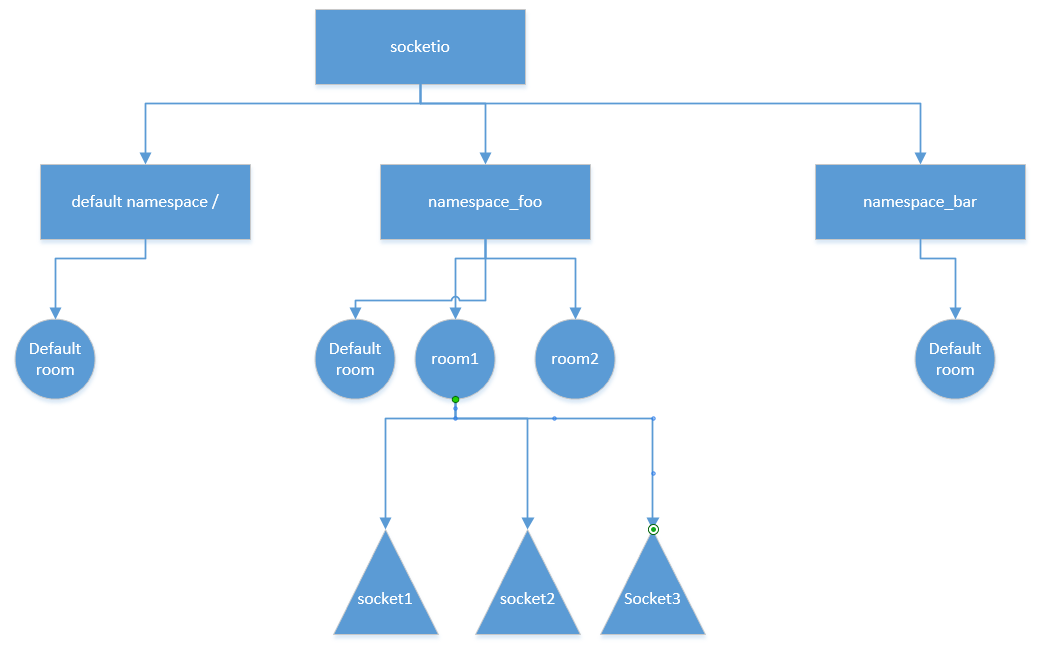 socketio
default namespace /
namespace_foo
namespace_bar
Default
room
Default
room
room1
room2
Default
room
socket1
socket2
Socket3